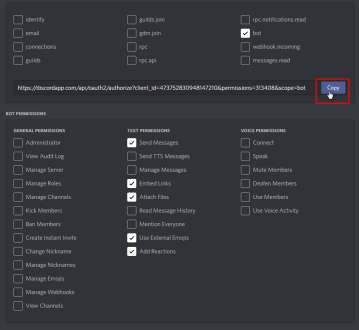 identify guilds.join rpc.notifications.read
email gdm.join bot
connections rpc webhook.incoming
guilds rpc.api messages.read
https://discordapp.com/api/oauth2/authorize?client_id=473752830948147210&permissions=313408&scope=bot Copy
BOT PERMISSIONS
GENERAL PERMISSIONS TEXT PERMISSIONS VOICE PERMISSIONS
Administrator Send Messages Connect
View Audit Log Send TTS Messages Speak
Manage Server Manage Messages Mute Members
Manage Roles Embed Links Deafen Members
Manage Channels Attach Files Use Members
Kick Members Read Message History Use Voice Activity
Ban Members Mention Everyone
Create Instant Invite Use External Emojis
Change Nickname Add Reactions
Manage Nicknames
Manage Emojis
Manage Webhooks
View Channels